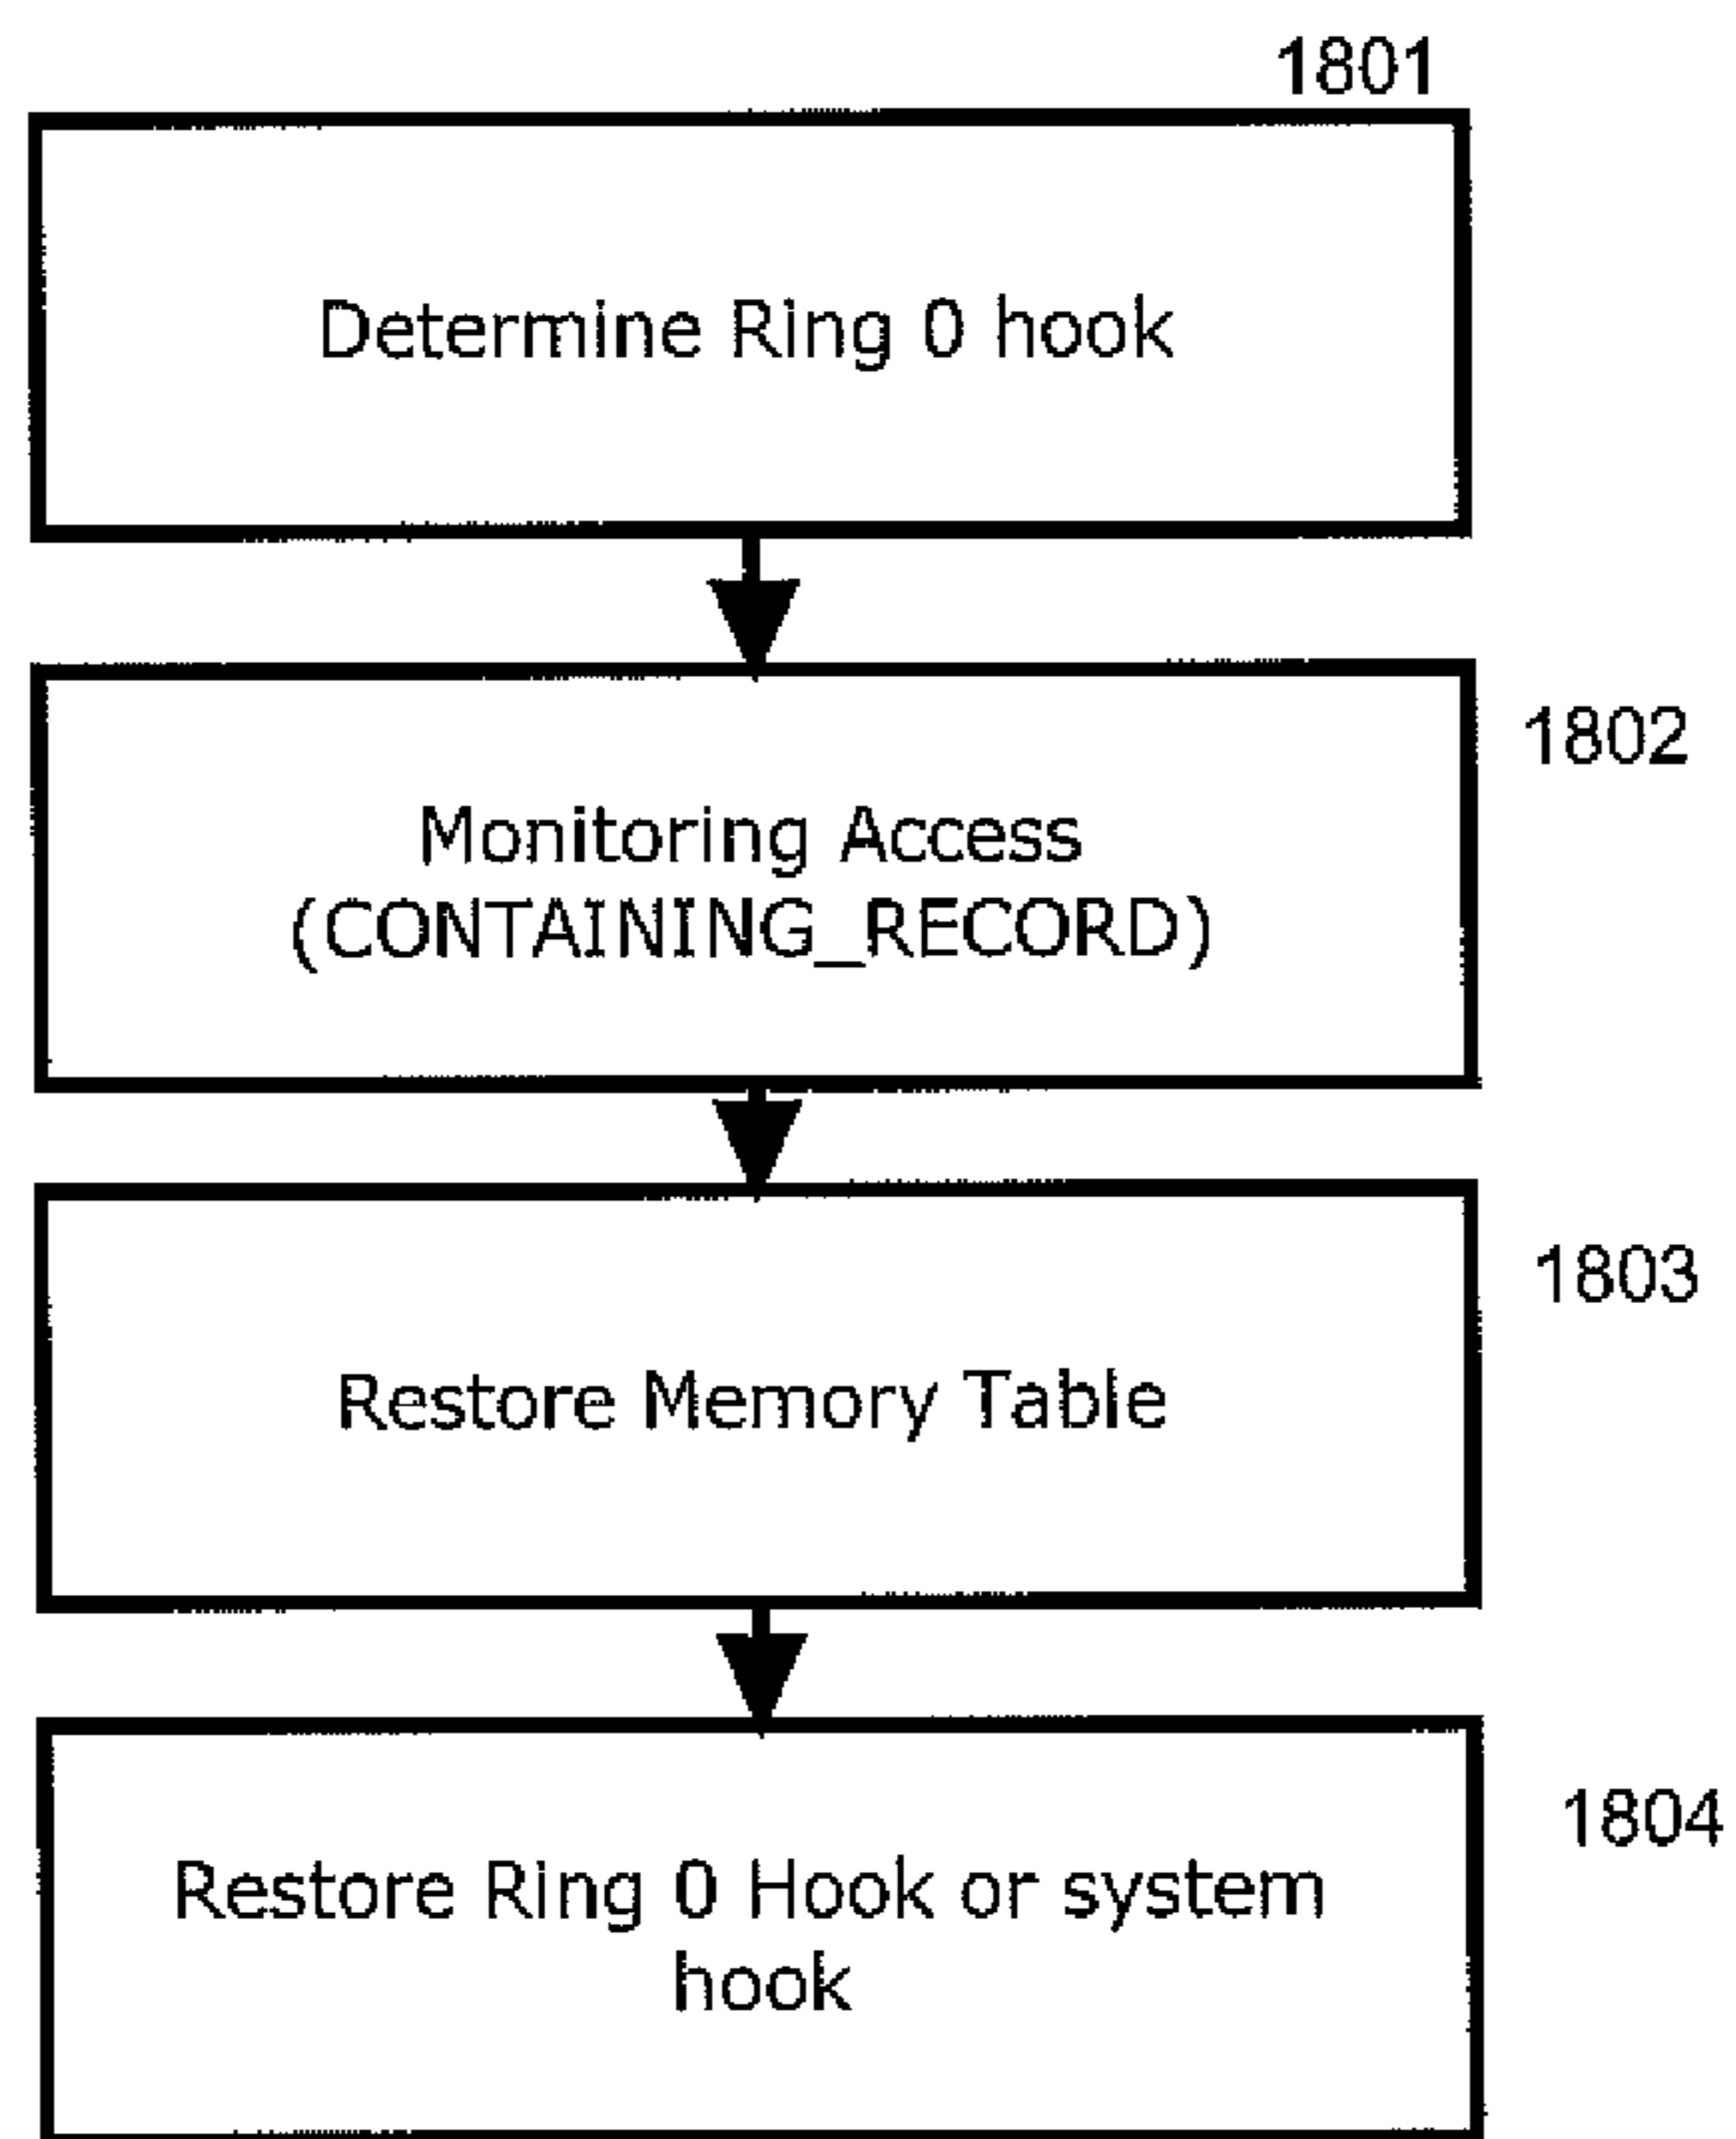 1801
Determine Ring 0 hook
1802
Monitoring Access
(CONTAINING_RECORD)
1803
Restore Memory Table
1804
Restore Ring 0 Hook or system
hook